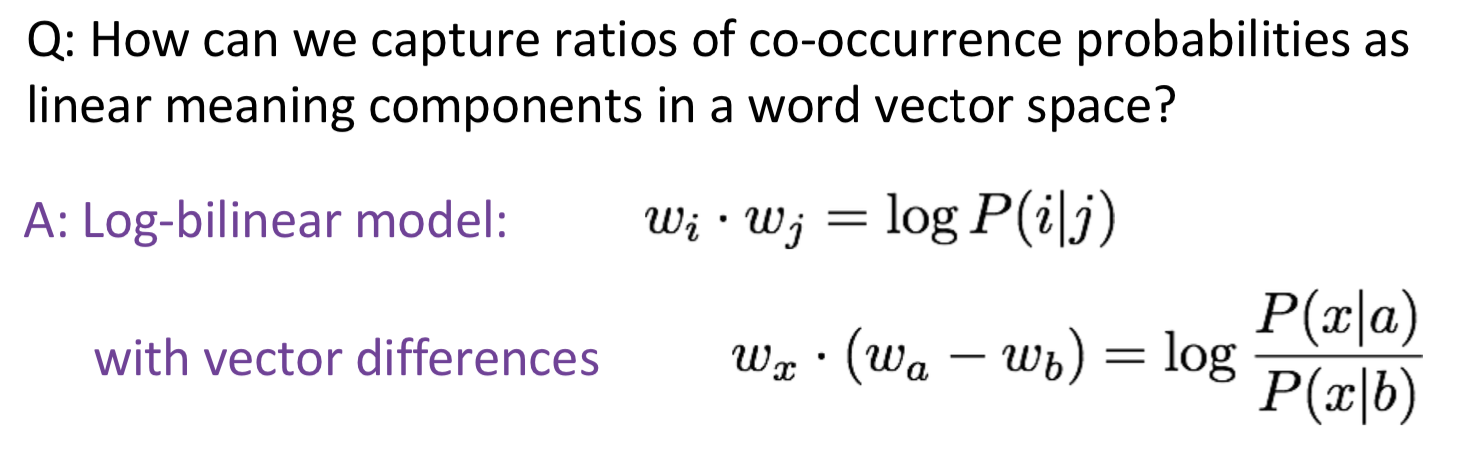 Q: How can we capture ratios of co-occurrence probabilities as
linear meaning components in a word vector space?
A: Log-bilinear model: $w_i \cdot w_j = \log P(i|j)$
with vector differences $w_x \cdot (w_a - w_b) = \log \frac{P(x|a)}{P(x|b)}$